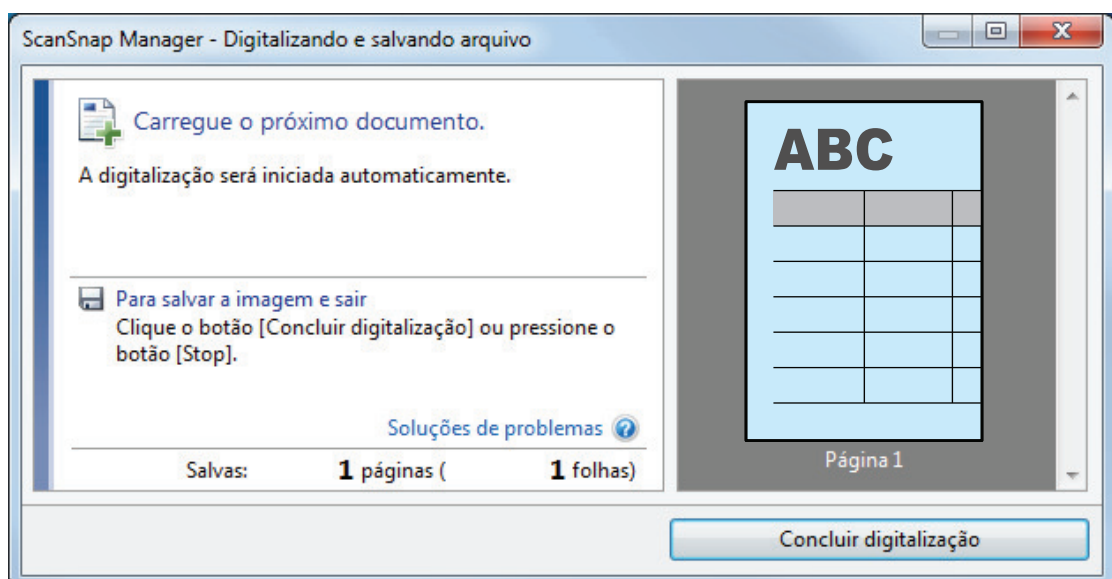 ScanSnap Manager - Digitalizando e salvando arquivo
Carregue o próximo documento.
A digitalização será iniciada automaticamente.
Para salvar a imagem e sair
Clique o botão [Concluir digitalização] ou pressione o
botão [Stop].
Soluções de problemas
Salvas: 1 páginas ( 1 folhas)
ABC
Página 1
Concluir digitalização